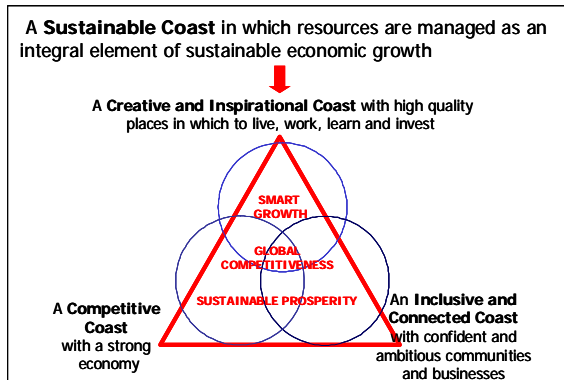 A Sustainable Coast in which resources are managed as an
integral element of sustainable economic growth
A Creative and Inspirational Coast with high quality
places in which to live, work, learn and invest
SMART
GROWTH
GLOBAL
COMPETITIVENESS
SUSTAINABLE PROSPERITY
A Competitive
Coast
with a strong
economy
An Inclusive and
Connected Coast
with confident and
ambitious communities
and businesses